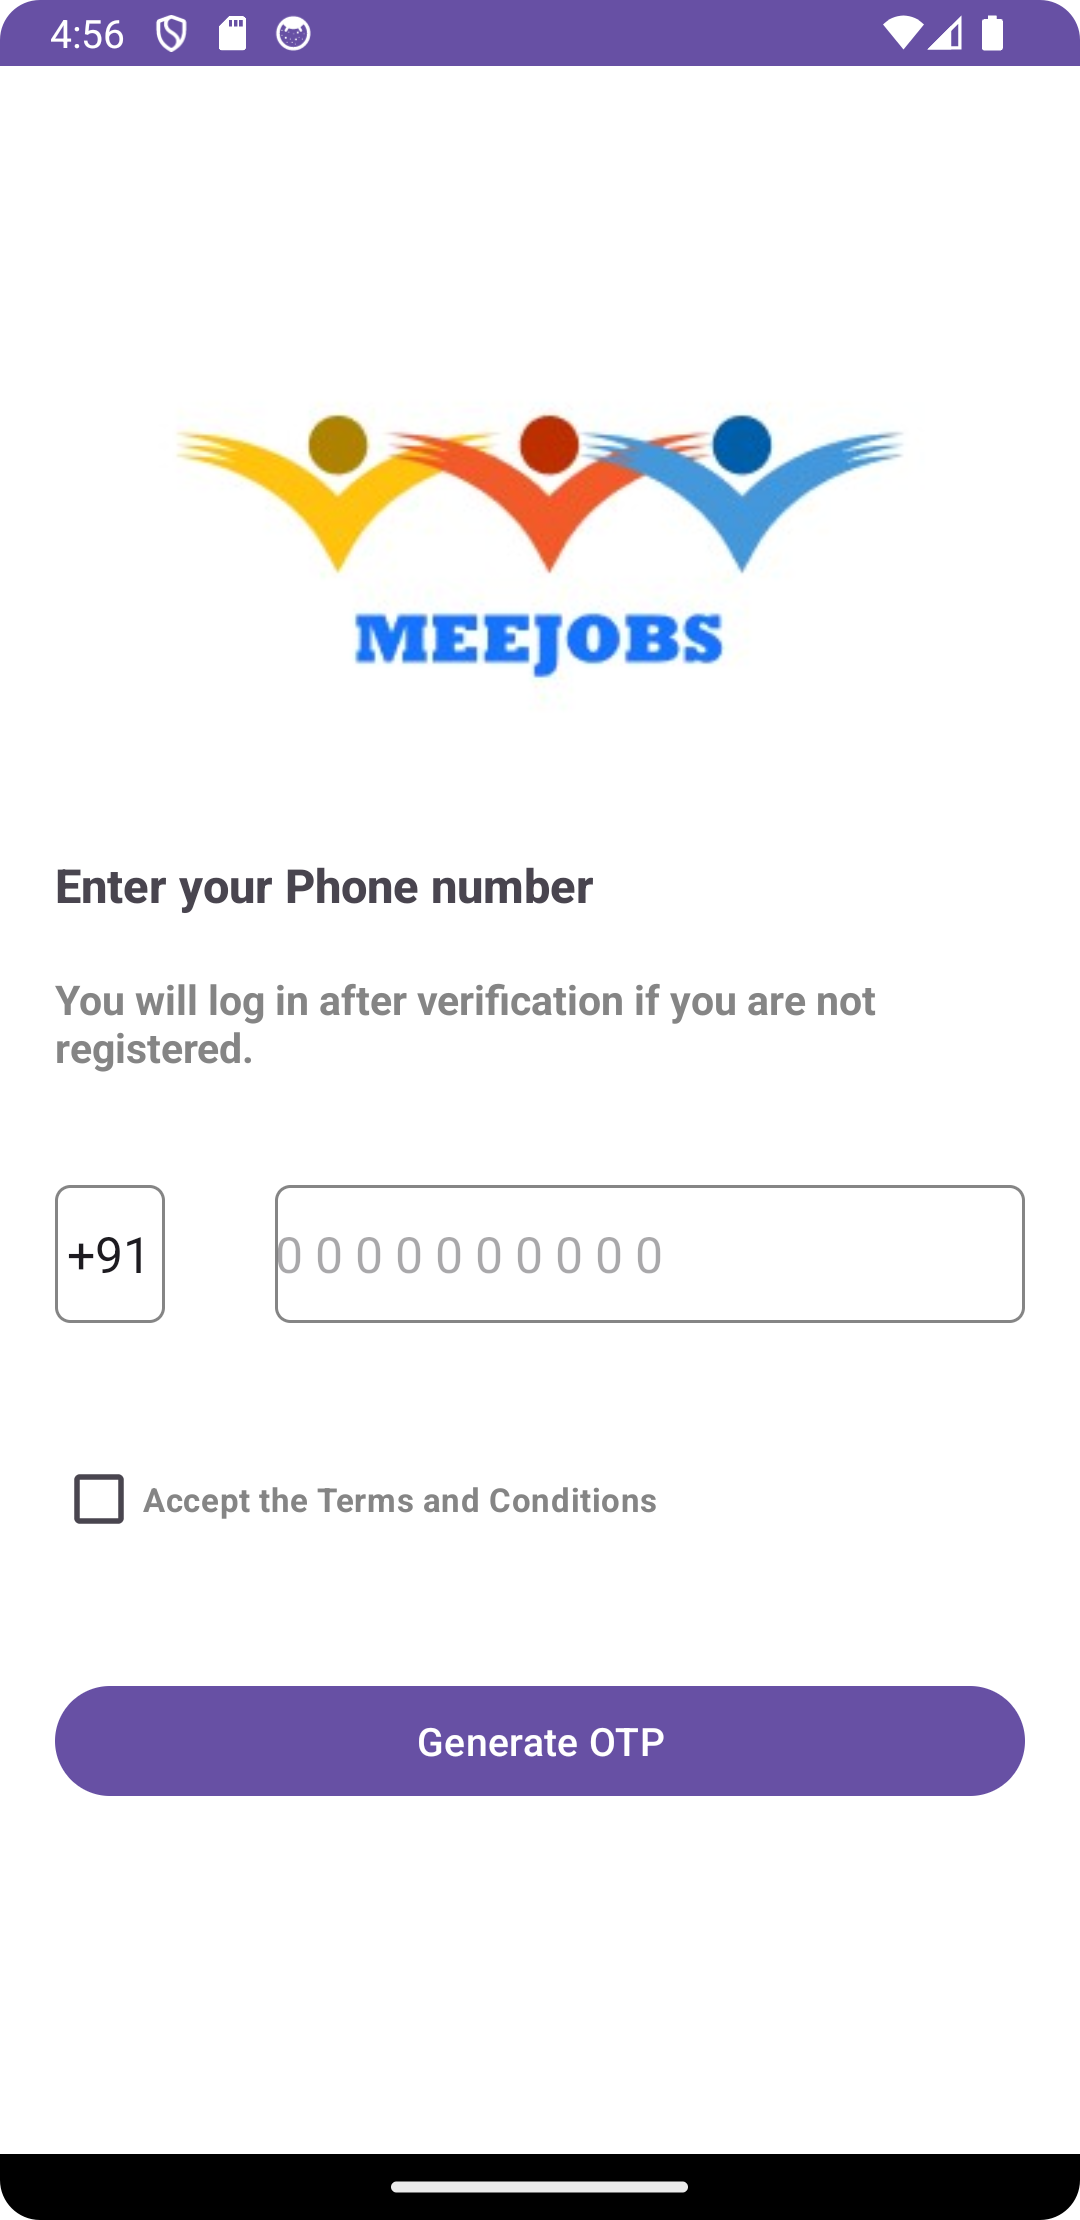 4:56
MEEJOBS
Enter your Phone number
You will log in after verification if you are not
registered.
+91
0 0 0 0 0 0 0 0 0 0
Accept the Terms and Conditions
Generate OTP